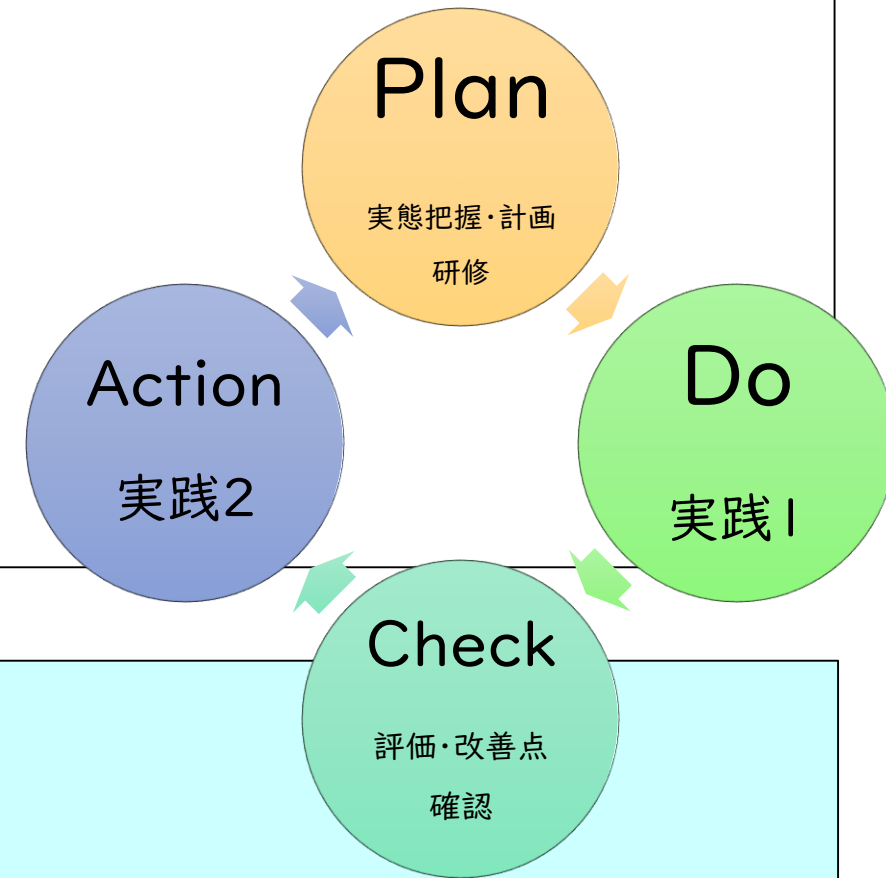 Plan
実態把握・計画
研修
Do
実践1
Check
評価・改善点
確認
Action
実践2